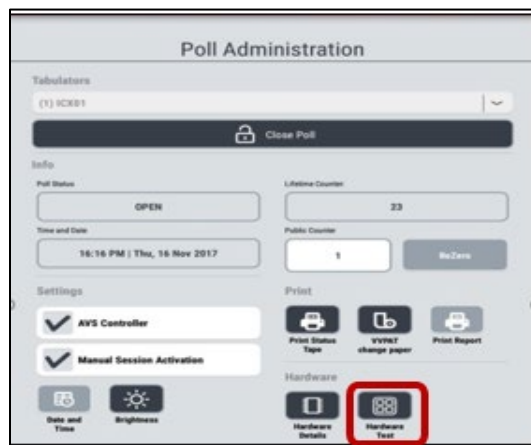 Poll Administration
Tabulators
(1) ICX01
Close Poll
Info
Poll Status
OPEN
Lifetime Counter
23
Time and Date
16:16 PM | Thu, 16 Nov 2017
Public Counter
1
ReZero
Settings
AVS Controller
Manual Session Activation
Date and
Time
Brightness
Print
Print Status
Tape
VVPAT
change paper
Print Report
Hardware
Hardware
Details
Hardware
Test